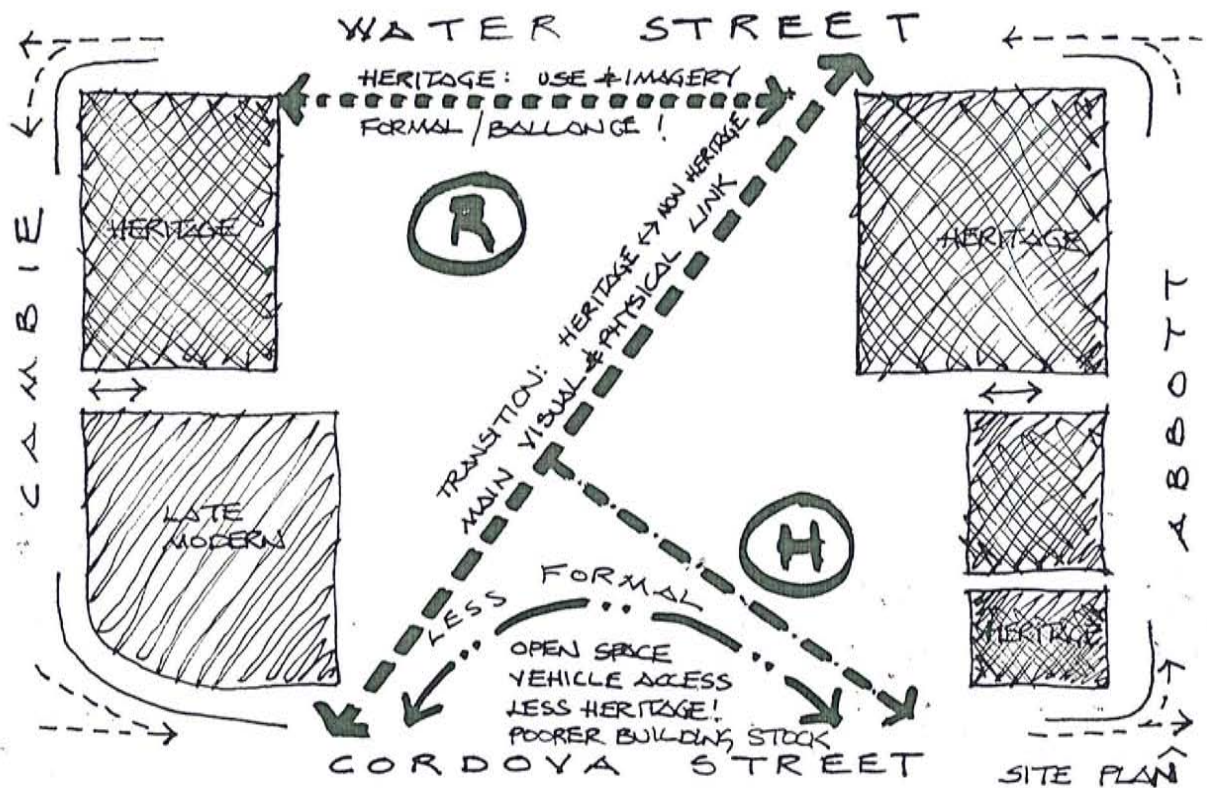 WATER STREET
HERITAGE: USE & IMAGERY
FORMAL / BALLANCE!
R
CAMBIE
HERITAGE
HERITAGE
ABBOTT
TRANSITION: HERITAGE ↔ NON HERITAGE
MAIN VISUAL & PHYSICAL LINK
LATE
MODERN
H
LESS FORMAL
OPEN SPACE
VEHICLE ACCESS
LESS HERITAGE!
POORER BUILDING STOCK
HERITAGE
CORDOVA STREET
SITE PLAN